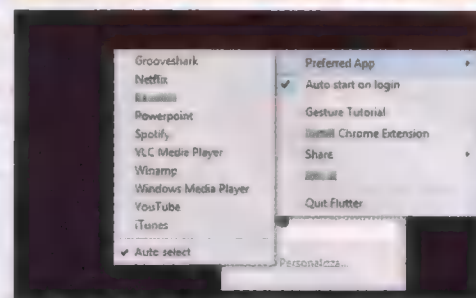 Grooveshark
Netflix
Powerpoint
Spotify
VLC Media Player
Winamp
Windows Media Player
YouTube
iTunes
Auto select
Preferred App
Auto start on login
Gesture Tutorial
Chrome Extension
Share
Quit Flutter
Personaliza...